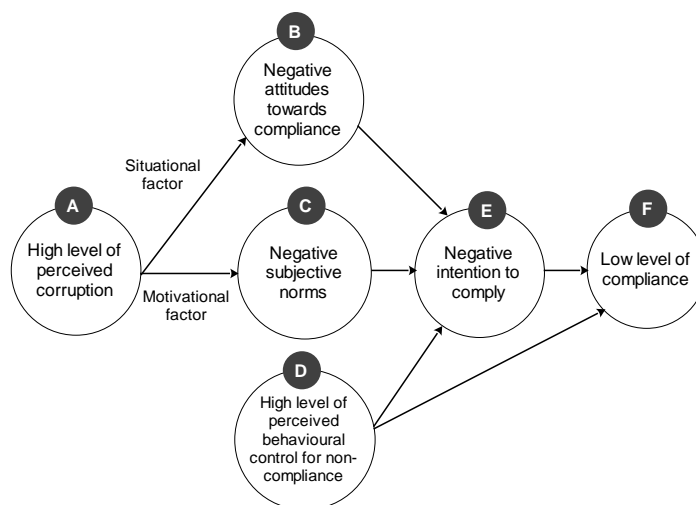 B
Negative
attitudes
towards
compliance
Situational
factor
A
High level of
perceived
corruption
Motivational
factor
C
Negative
subjective
norms
E
Negative
intention to
comply
F
Low level of
compliance
D
High level of
perceived
behavioural
control for non-
compliance